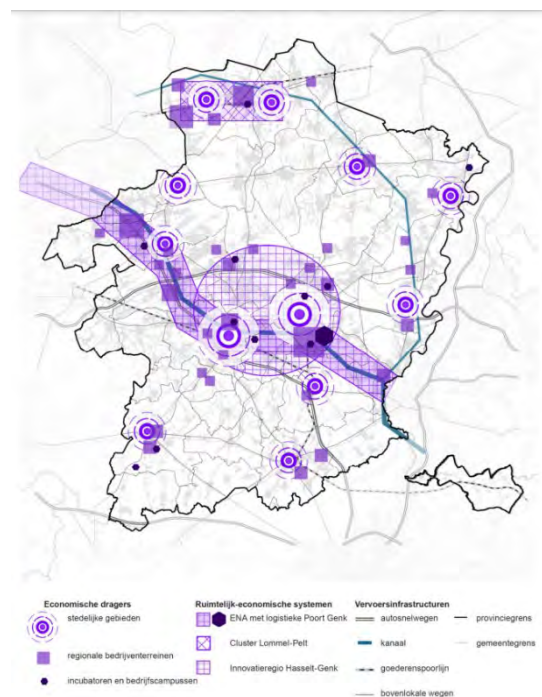 Economische dragers
stedelijke gebieden
regionale bedrijventerreinen
incubatoren en bedrijfscampussen
Ruimtelijk-economische systemen
ENA met logistieke Poort Genk
Cluster Lommel-Pelt
Innovatieregio Hasselt-Genk
Vervoersinfrastructuren
autosnelwegen
kanaal
goederenspoorlijn
bovenlokale wegen
provinciegrens
gemeentegrens